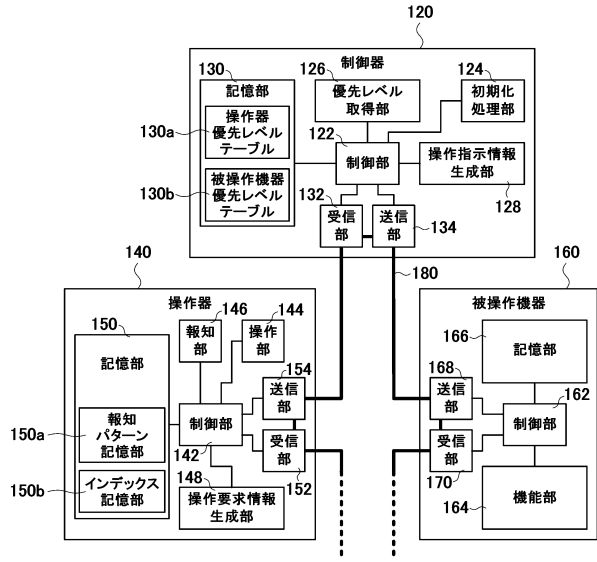 120
制御器
130
記憶部
130a
操作器
優先レベル
テーブル
130b
被操作機器
優先レベル
テーブル
126
優先レベル
取得部
124
初期化
処理部
122
制御部
操作指示情報
生成部
128
132
受信
部
送信
部
134
180
140
操作器
150
記憶部
150a
報知
パターン
記憶部
150b
インデックス
記憶部
146
報知
部
144
操作
部
154
送信
部
制御部
142
受信
部
152
148
操作要求情報
生成部
160
被操作機器
166
記憶部
168
送信
部
162
制御部
受信
部
170
164
機能部